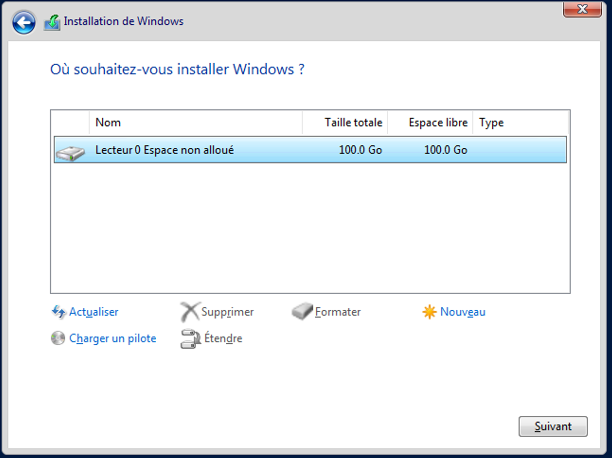 Installation de Windows
Où souhaitez-vous installer Windows ?
Nom Taille totale Espace libre Type
Lecteur 0 Espace non alloué 100.0 Go 100.0 Go
Actualiser Supprimer Formater Nouveau
Charger un pilote Étendre
Suivant